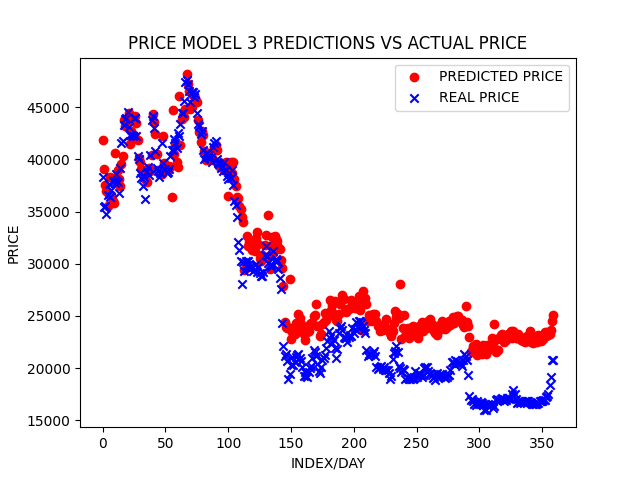 PRICE MODEL 3 PREDICTIONS VS ACTUAL PRICE
PREDICTED PRICE
REAL PRICE
45000
40000
35000
30000
25000
20000
15000
PRICE
0 50 100 150 200 250 300 350
INDEX/DAY